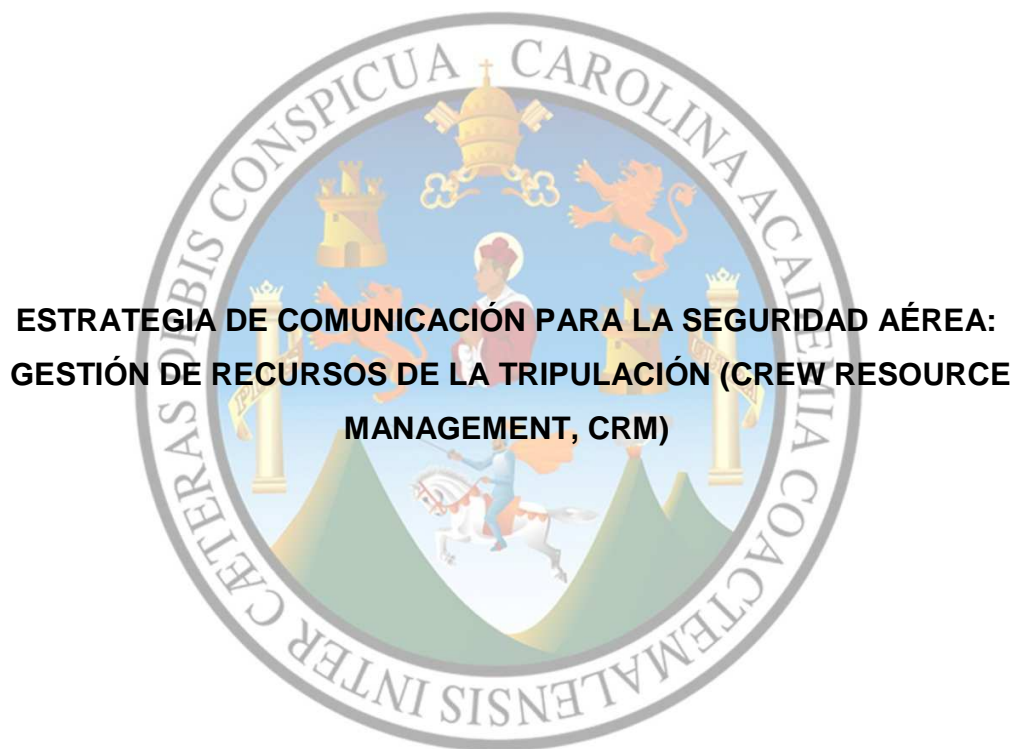 ESTRATEGIA DE COMUNICACIÓN PARA LA SEGURIDAD AÉREA:
GESTIÓN DE RECURSOS DE LA TRIPULACIÓN (CREW RESOURCE
MANAGEMENT, CRM)
CAROLINA ACADEMIA COACTEMALENSIS INTER CÆTERAS ORBIS CONSPICUA